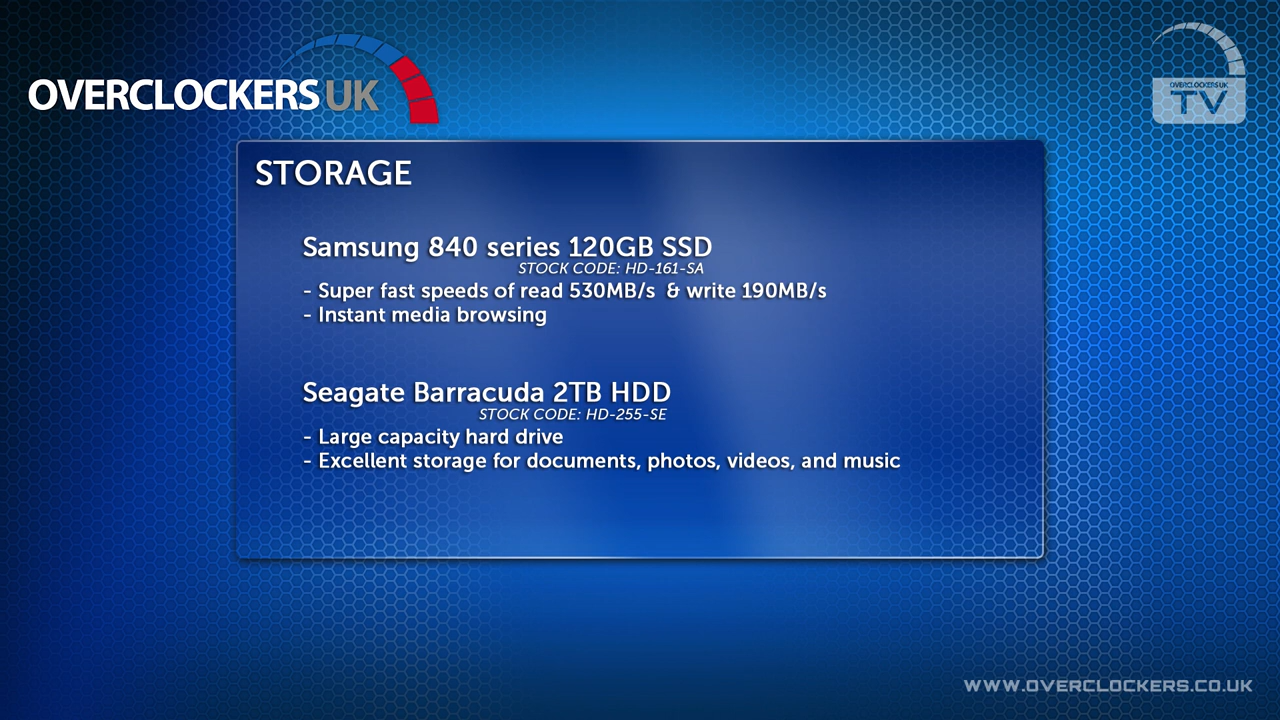 OVERCLOCKERS UK
OVERCLOCKERS UK
TV
STORAGE
Samsung 840 series 120GB SSD
STOCK CODE: HD-161-SA
- Super fast speeds of read 530MB/s & write 190MB/s
- Instant media browsing
Seagate Barracuda 2TB HDD
STOCK CODE: HD-255-SE
- Large capacity hard drive
- Excellent storage for documents, photos, videos, and music
WWW.OVERCLOCKERS.CO.UK